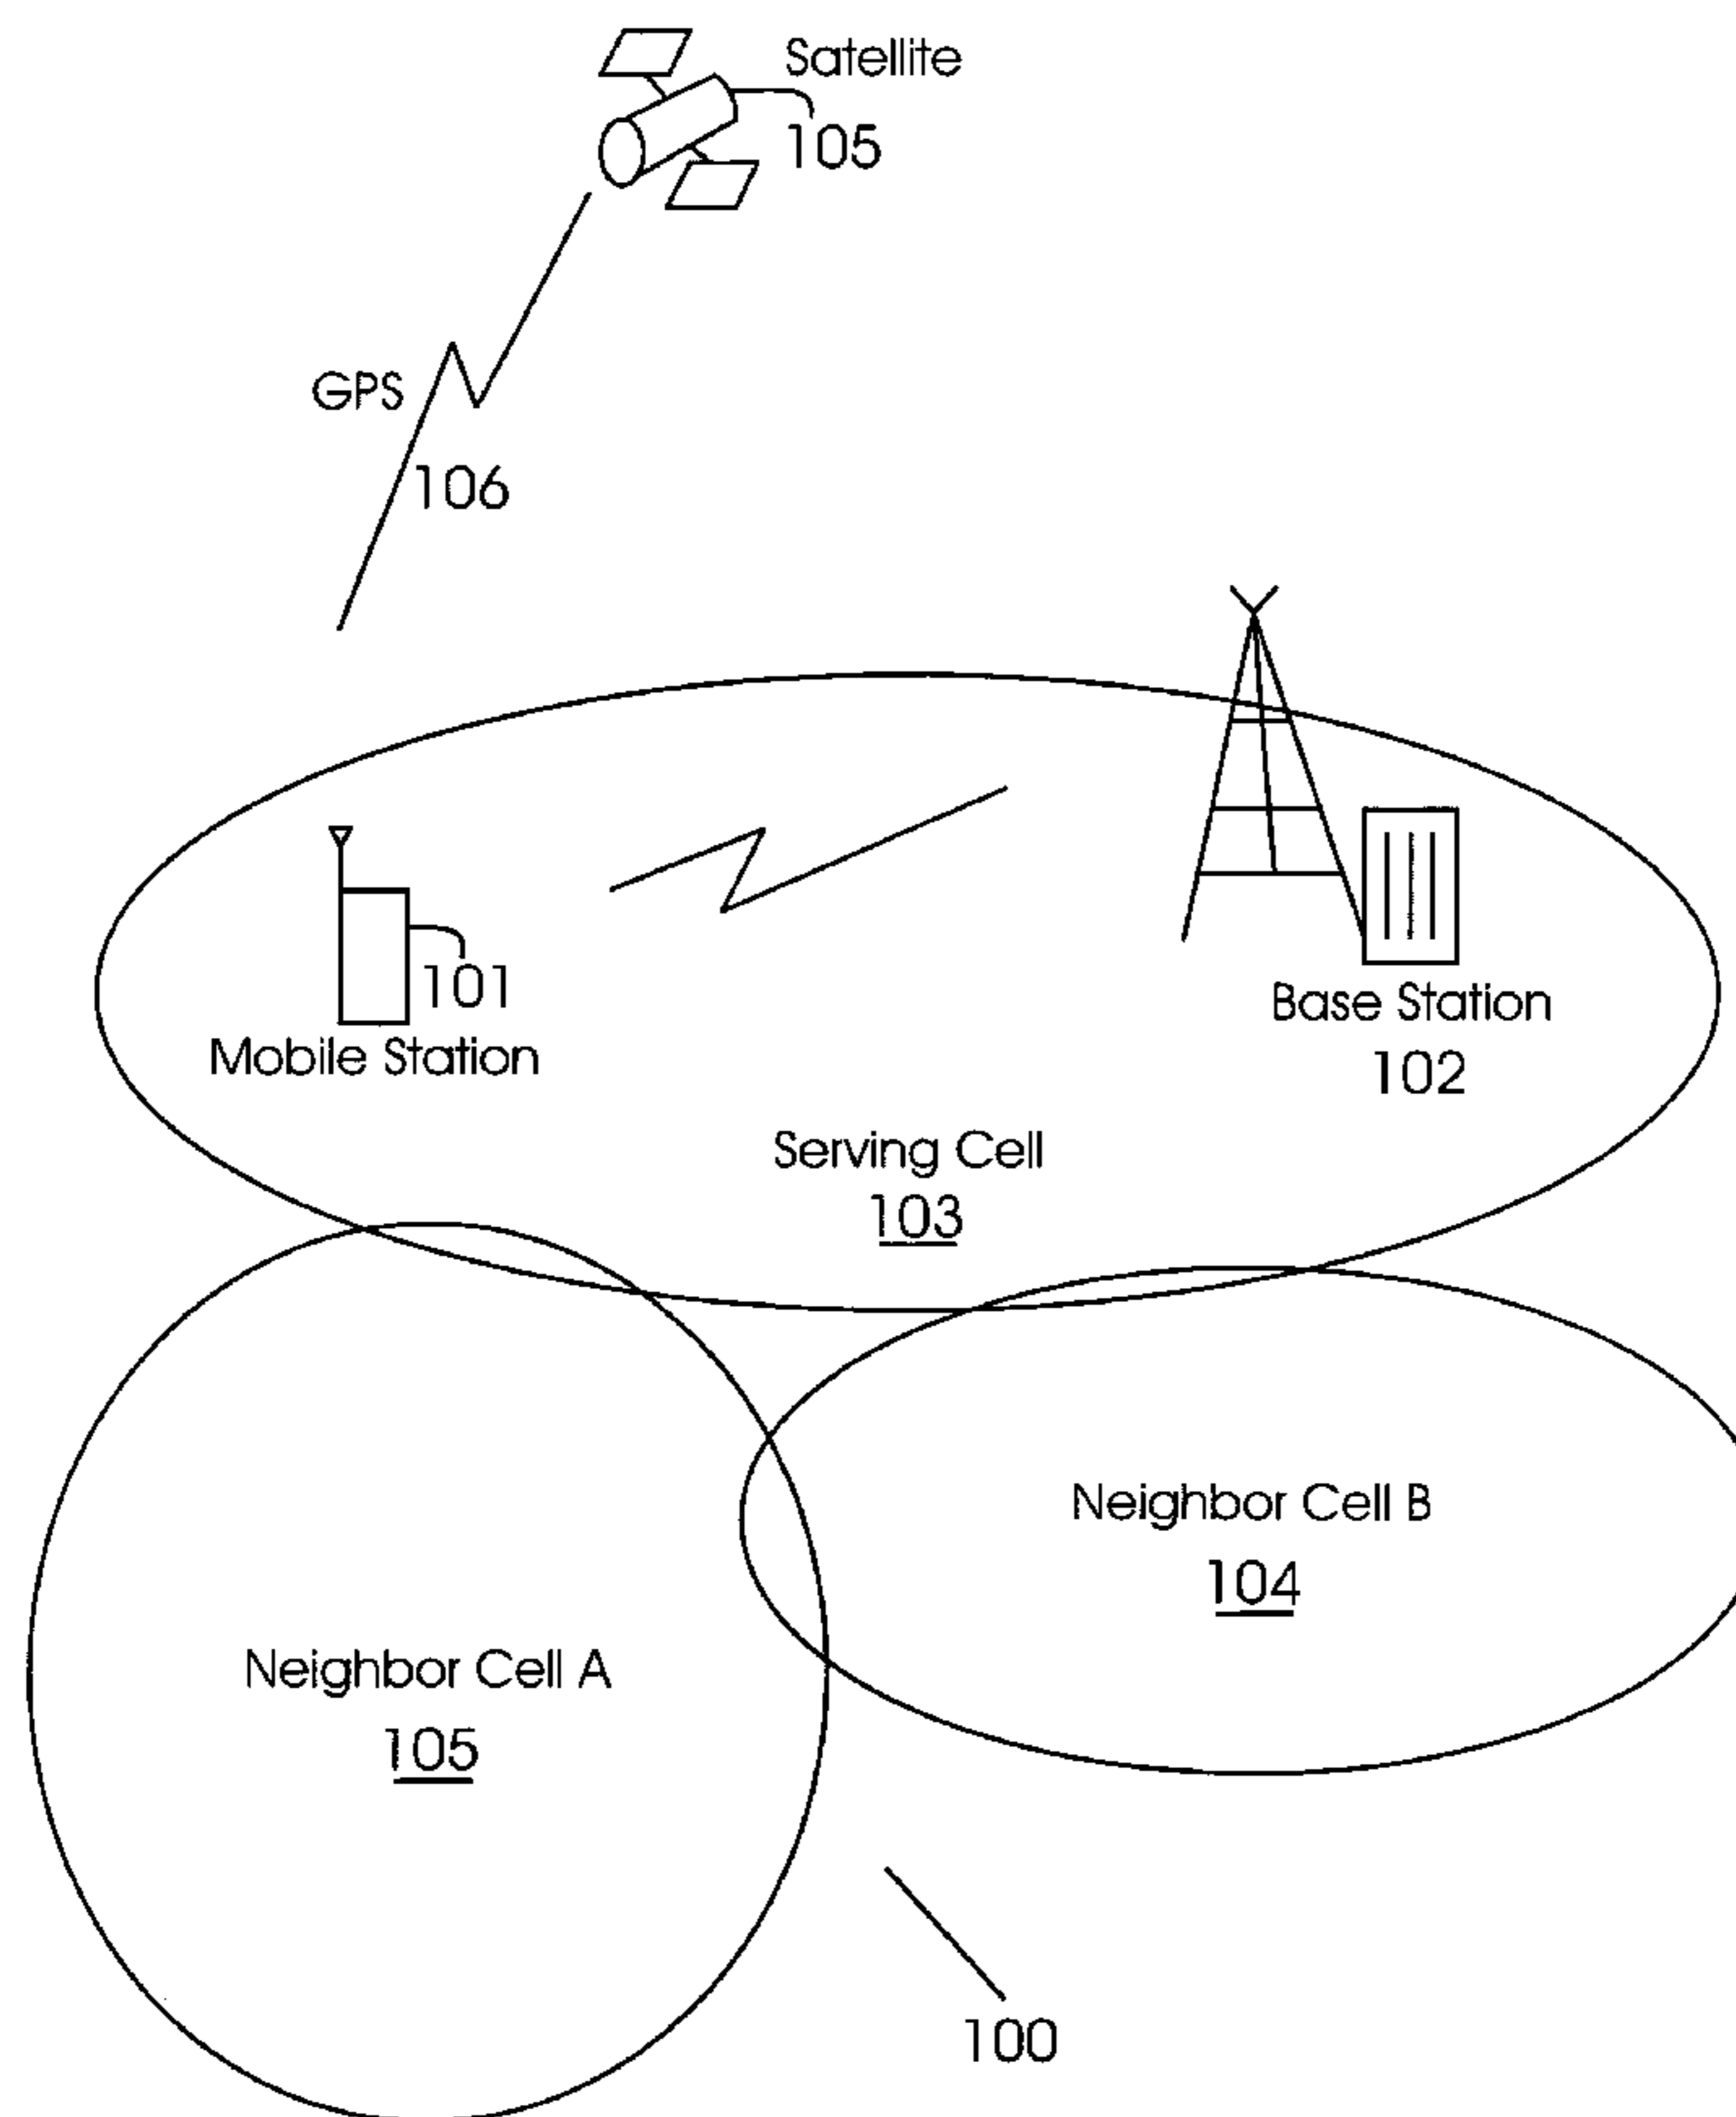 Satellite
105
GPS
106
101
Mobile Station
Base Station
102
Serving Cell
103
Neighbor Cell B
104
Neighbor Cell A
105
100